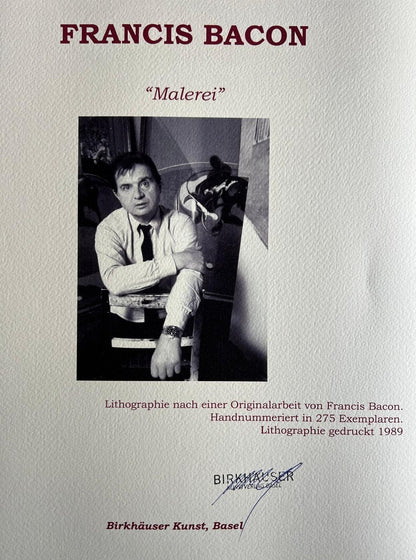 FRANCIS BACON
“Malerei”
Lithographie nach einer Originalarbeit von Francis Bacon.
Handnummeriert in 275 Exemplaren.
Lithographie gedruckt 1989
BIRKHÄUSER
Birkhäuser Kunst, Basel